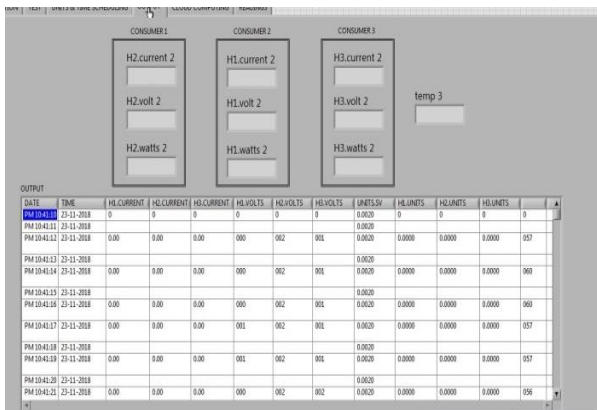 TEST UNITS & TIME SCHEDULING CLOUD COMPUTING READINGS
CONSUMER 1 CONSUMER 2 CONSUMER 3
H2.current 2 H1.current 2 H3.current 2
temp 3
H2.volt 2 H1.volt 2 H3.volt 2
H2.watts 2 H1.watts 2 H3.watts 2
OUTPUT
DATE TIME H1.CURRENT H2.CURRENT H3.CURRENT H1.VOLTS H2.VOLTS H3.VOLTS UNITS.SV H1.UNITS H2.UNITS H3.UNITS
PM 10:41:10 23-11-2018 0 0 0 0 0 0 0.0020 0 0 0 0
PM 10:41:11 23-11-2018 0.0020
PM 10:41:12 23-11-2018 0.00 0.00 0.00 000 002 001 0.0020 0.0000 0.0000 0.0000 057
PM 10:41:13 23-11-2018 0.0020
PM 10:41:14 23-11-2018 0.00 0.00 0.00 000 002 001 0.0020 0.0000 0.0000 0.0000 060
PM 10:41:15 23-11-2018 0.0020
PM 10:41:16 23-11-2018 0.00 0.00 0.00 000 002 001 0.0020 0.0000 0.0000 0.0000 060
PM 10:41:17 23-11-2018 0.00 0.00 0.00 001 002 001 0.0020 0.0000 0.0000 0.0000 057
PM 10:41:18 23-11-2018 0.0020
PM 10:41:19 23-11-2018 0.00 0.00 0.00 001 002 001 0.0020 0.0000 0.0000 0.0000 057
PM 10:41:20 23-11-2018 0.0020
PM 10:41:21 23-11-2018 0.00 0.00 0.00 000 002 002 0.0020 0.0000 0.0000 0.0000 056